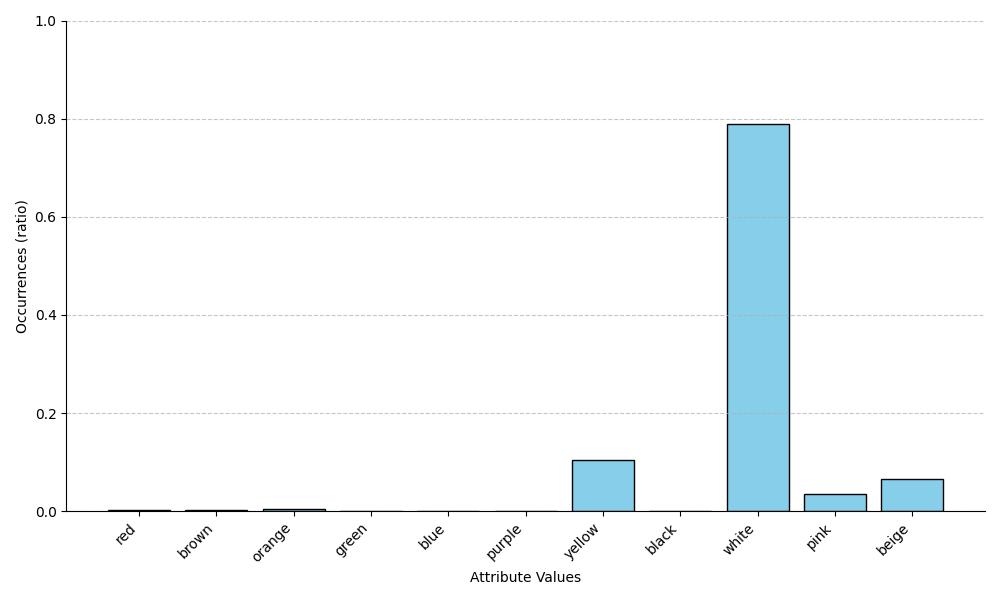 1.0
0.8
0.6
0.4
0.2
0.0
Occurrences (ratio)
red
brown
orange
green
blue
purple
yellow
black
white
pink
beige
Attribute Values